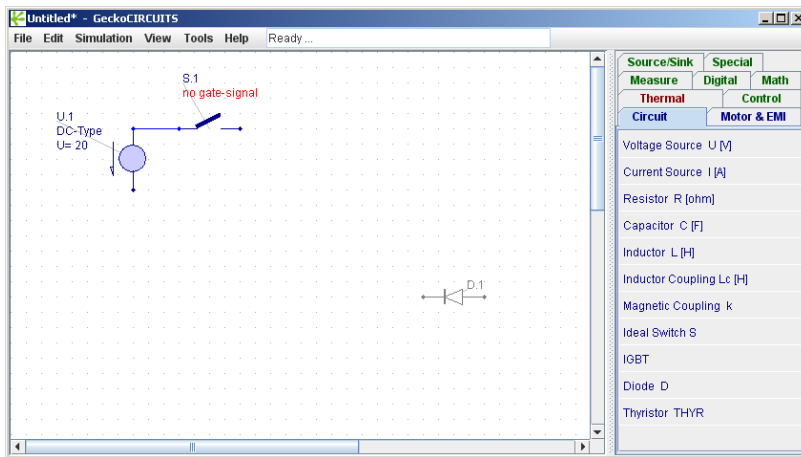 Untitled* - GeckoCIRCUITS
File Edit Simulation View Tools Help Ready ...
S.1
no gate-signal
U.1
DC-Type
U= 20
D.1
Source/Sink Special
Measure Digital Math
Thermal Control
Circuit Motor & EMI
Voltage Source U [V]
Current Source I [A]
Resistor R [ohm]
Capacitor C [F]
Inductor L [H]
Inductor Coupling Lc [H]
Magnetic Coupling k
Ideal Switch S
IGBT
Diode D
Thyristor THYR